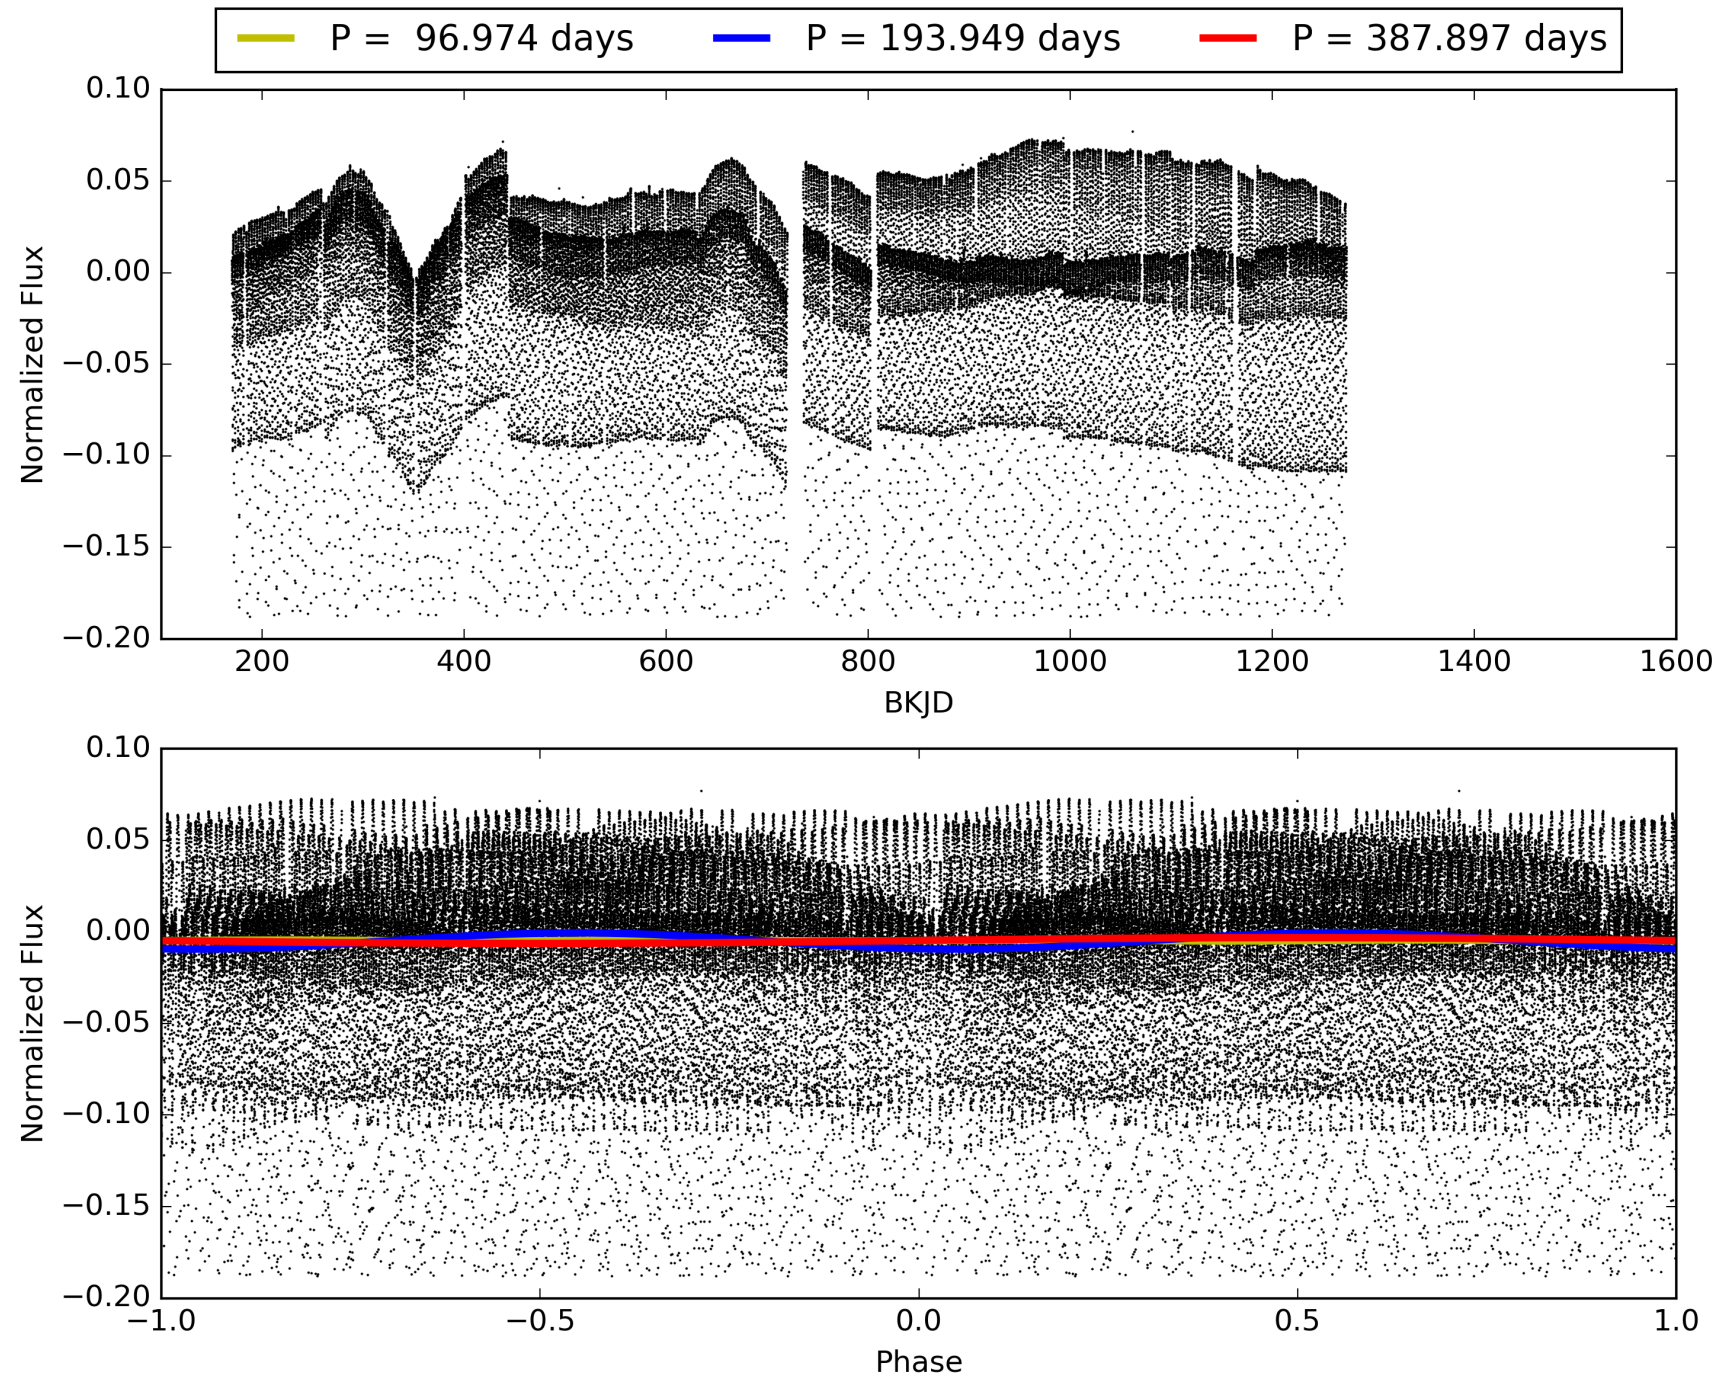 P = 96.974 days P = 193.949 days P = 387.897 days
0.10
0.05
0.00
−0.05
−0.10
−0.15
−0.20
Normalized Flux
200 400 600 800 1000 1200 1400 1600
BKJD
0.10
0.05
0.00
−0.05
−0.10
−0.15
−0.20
Normalized Flux
−1.0 −0.5 0.0 0.5 1.0
Phase